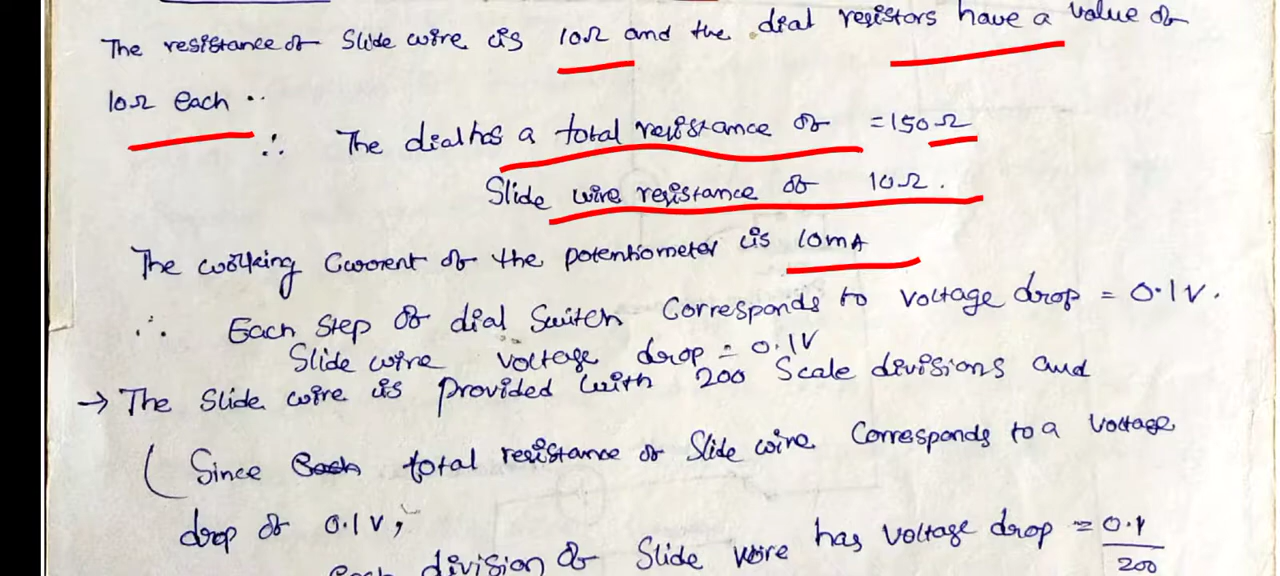 The resistance of Slide wire is 10Ω and the dial resistors have a value of
10Ω each ..
∴ The dial has a total resistance of = 150Ω
Slide wire resistance of 10Ω.
The working Current of the potentiometer is 10mA
∴ Each Step of dial Switch Corresponds to voltage drop = 0.1V.
Slide wire voltage drop = 0.1V
→ The Slide wire is provided with 200 Scale divisions and
( Since total resistance of Slide wire Corresponds to a voltage
drop of 0.1V,
Each division of Slide wire has voltage drop = 0.1/200